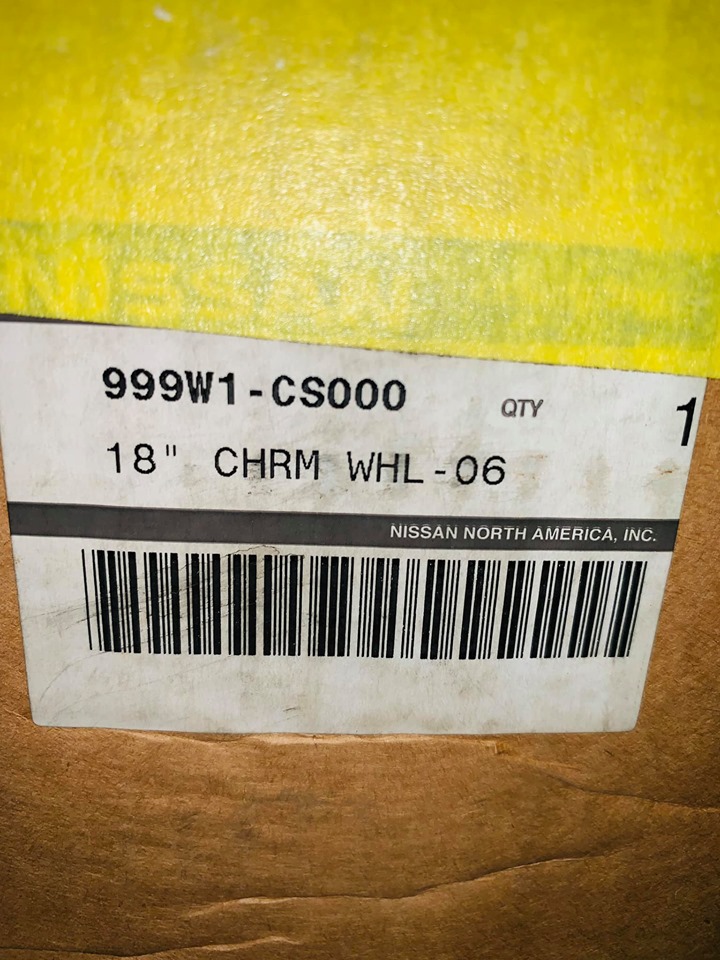 999W1-CS000 QTY 1
18" CHRM WHL-06
NISSAN NORTH AMERICA, INC.